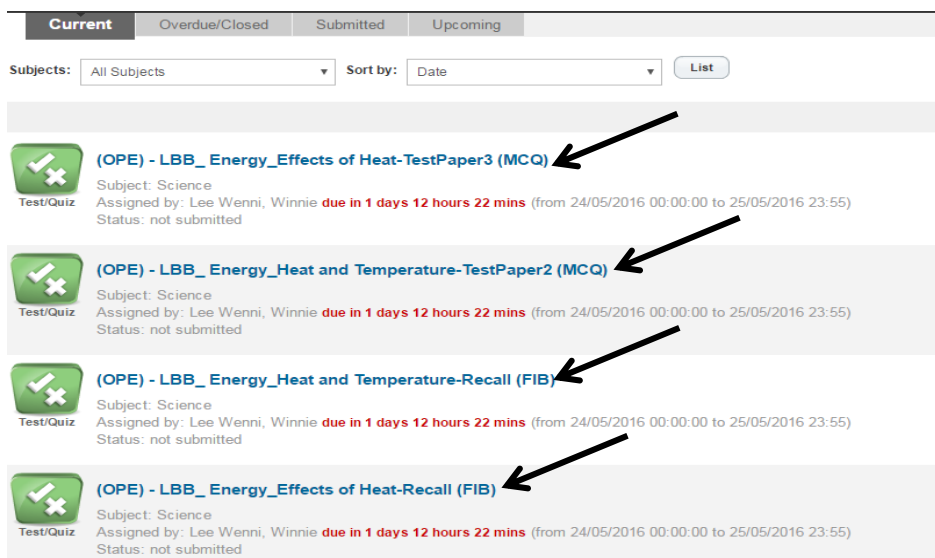 Current Overdue/Closed Submitted Upcoming
Subjects: All Subjects Sort by: Date List
(OPE) - LBB_ Energy_Effects of Heat-TestPaper3 (MCQ)
Subject: Science
Test/Quiz Assigned by: Lee Wenni, Winnie due in 1 days 12 hours 22 mins (from 24/05/2016 00:00:00 to 25/05/2016 23:55)
Status: not submitted
(OPE) - LBB_ Energy_Heat and Temperature-TestPaper2 (MCQ)
Subject: Science
Test/Quiz Assigned by: Lee Wenni, Winnie due in 1 days 12 hours 22 mins (from 24/05/2016 00:00:00 to 25/05/2016 23:55)
Status: not submitted
(OPE) - LBB_ Energy_Heat and Temperature-Recall (FIB)
Subject: Science
Test/Quiz Assigned by: Lee Wenni, Winnie due in 1 days 12 hours 22 mins (from 24/05/2016 00:00:00 to 25/05/2016 23:55)
Status: not submitted
(OPE) - LBB_ Energy_Effects of Heat-Recall (FIB)
Subject: Science
Test/Quiz Assigned by: Lee Wenni, Winnie due in 1 days 12 hours 22 mins (from 24/05/2016 00:00:00 to 25/05/2016 23:55)
Status: not submitted